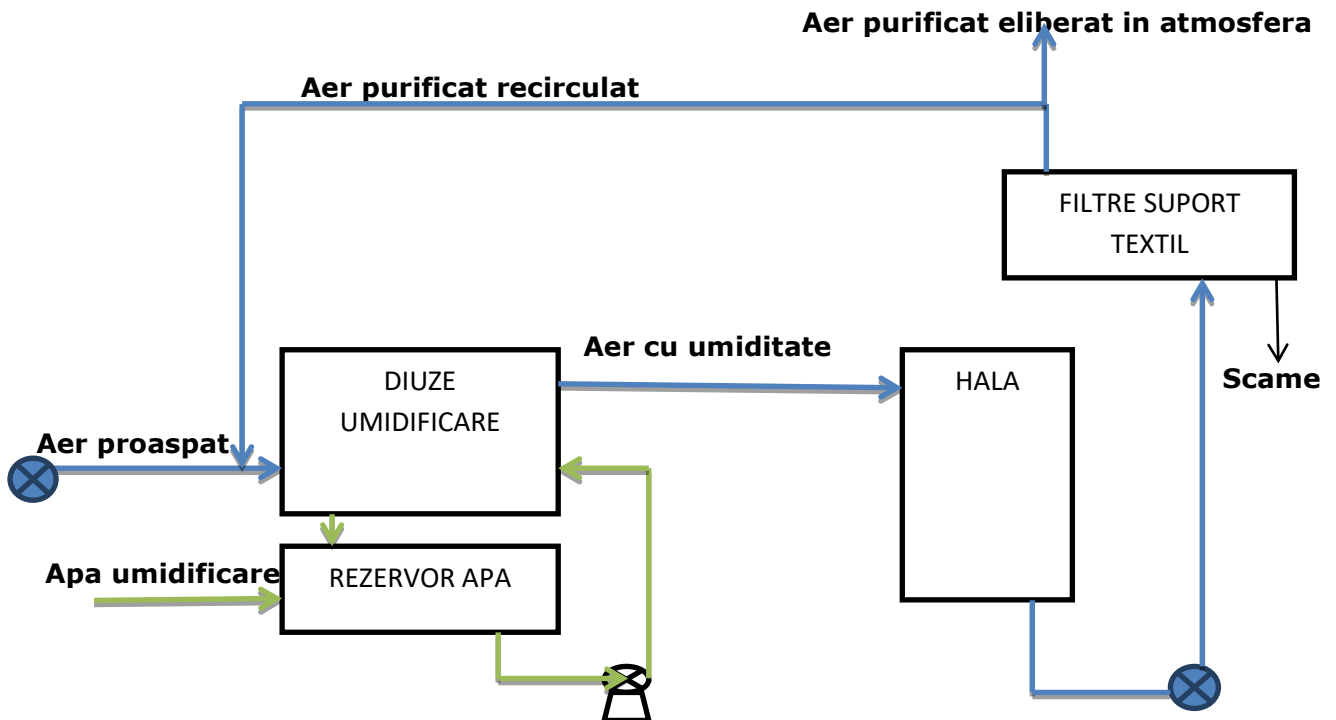 Aer purificat eliberat in atmosfera
Aer purificat recirculat
FILTRE SUPORT
TEXTIL
Aer cu umiditate
DIUZE
UMIDIFICARE
HALA
Scame
Aer proaspat
Apa umidificare
REZERVOR APA